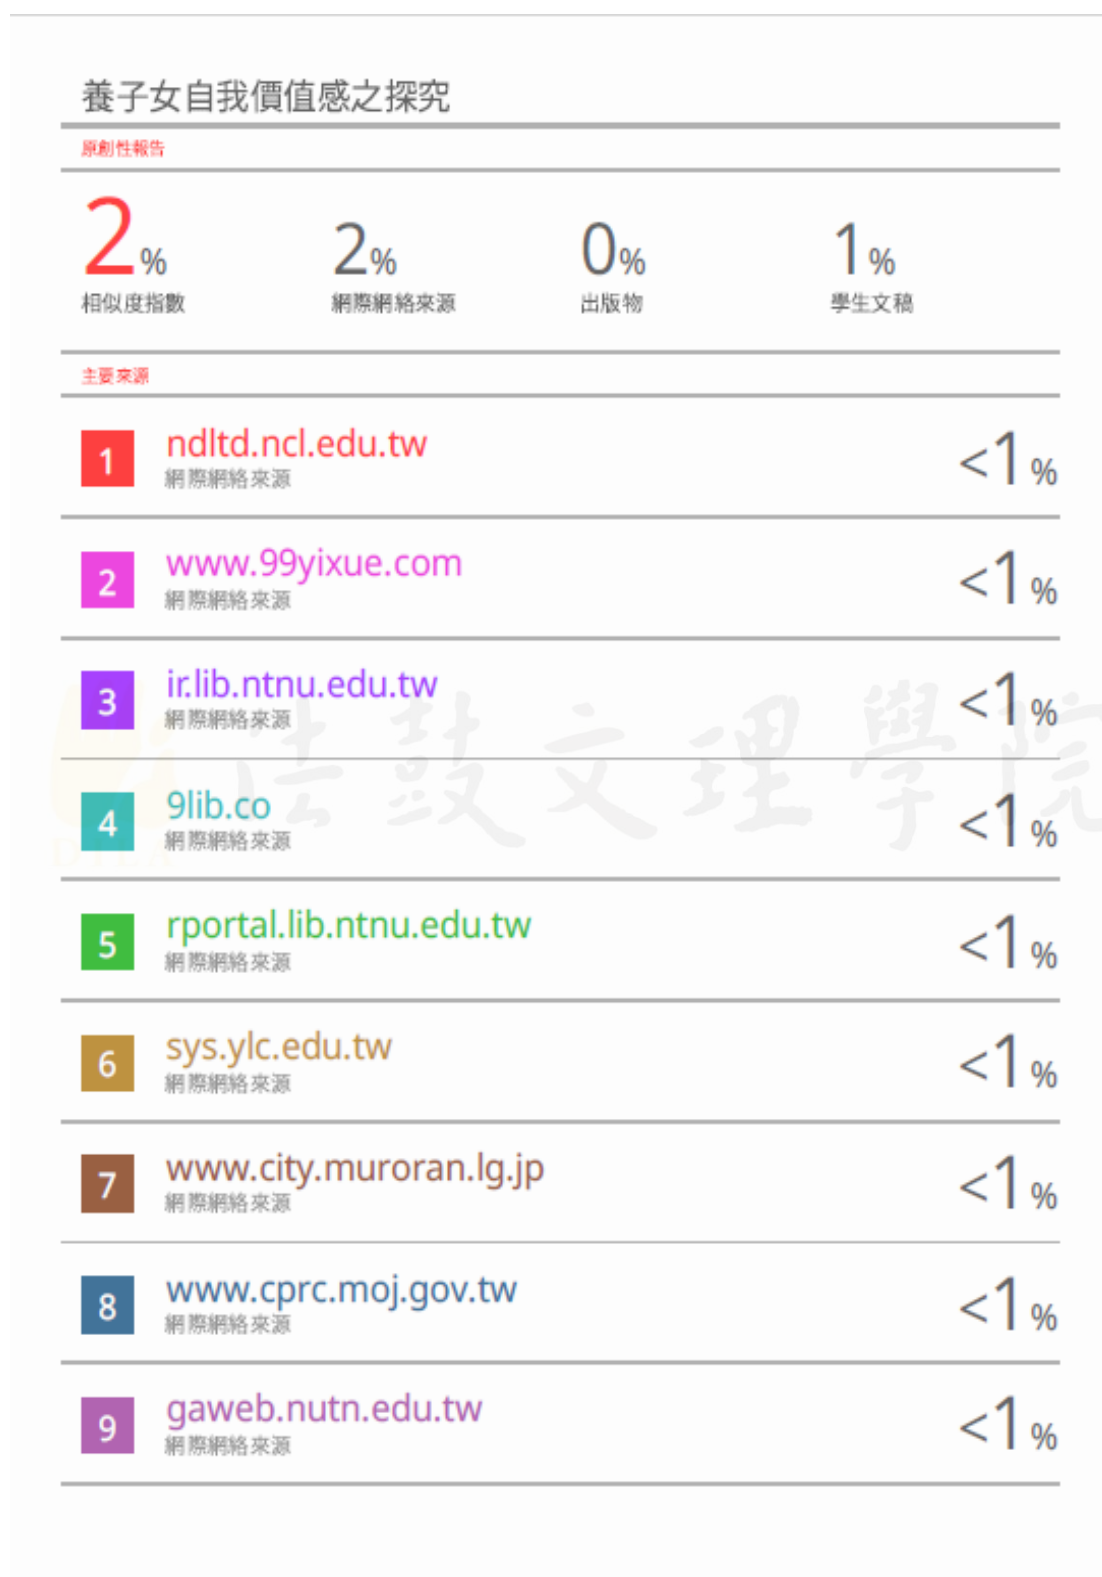 養子女自我價值感之探究
原創性報告
2%
2%
0%
1%
相似度指數
網際網絡來源
出版物
學生文稿
主要來源
1
ndltd.ncl.edu.tw
網際網絡來源
<1%
2
www.99yixue.com
網際網絡來源
<1%
3
ir.lib.ntnu.edu.tw
網際網絡來源
<1%
法鼓文理學院
4
9lib.co
網際網絡來源
<1%
DILA
5
rportal.lib.ntnu.edu.tw
網際網絡來源
<1%
6
sys.ylc.edu.tw
網際網絡來源
<1%
7
www.city.muroran.lg.jp
網際網絡來源
<1%
8
www.cprc.moj.gov.tw
網際網絡來源
<1%
9
gaweb.nutn.edu.tw
網際網絡來源
<1%